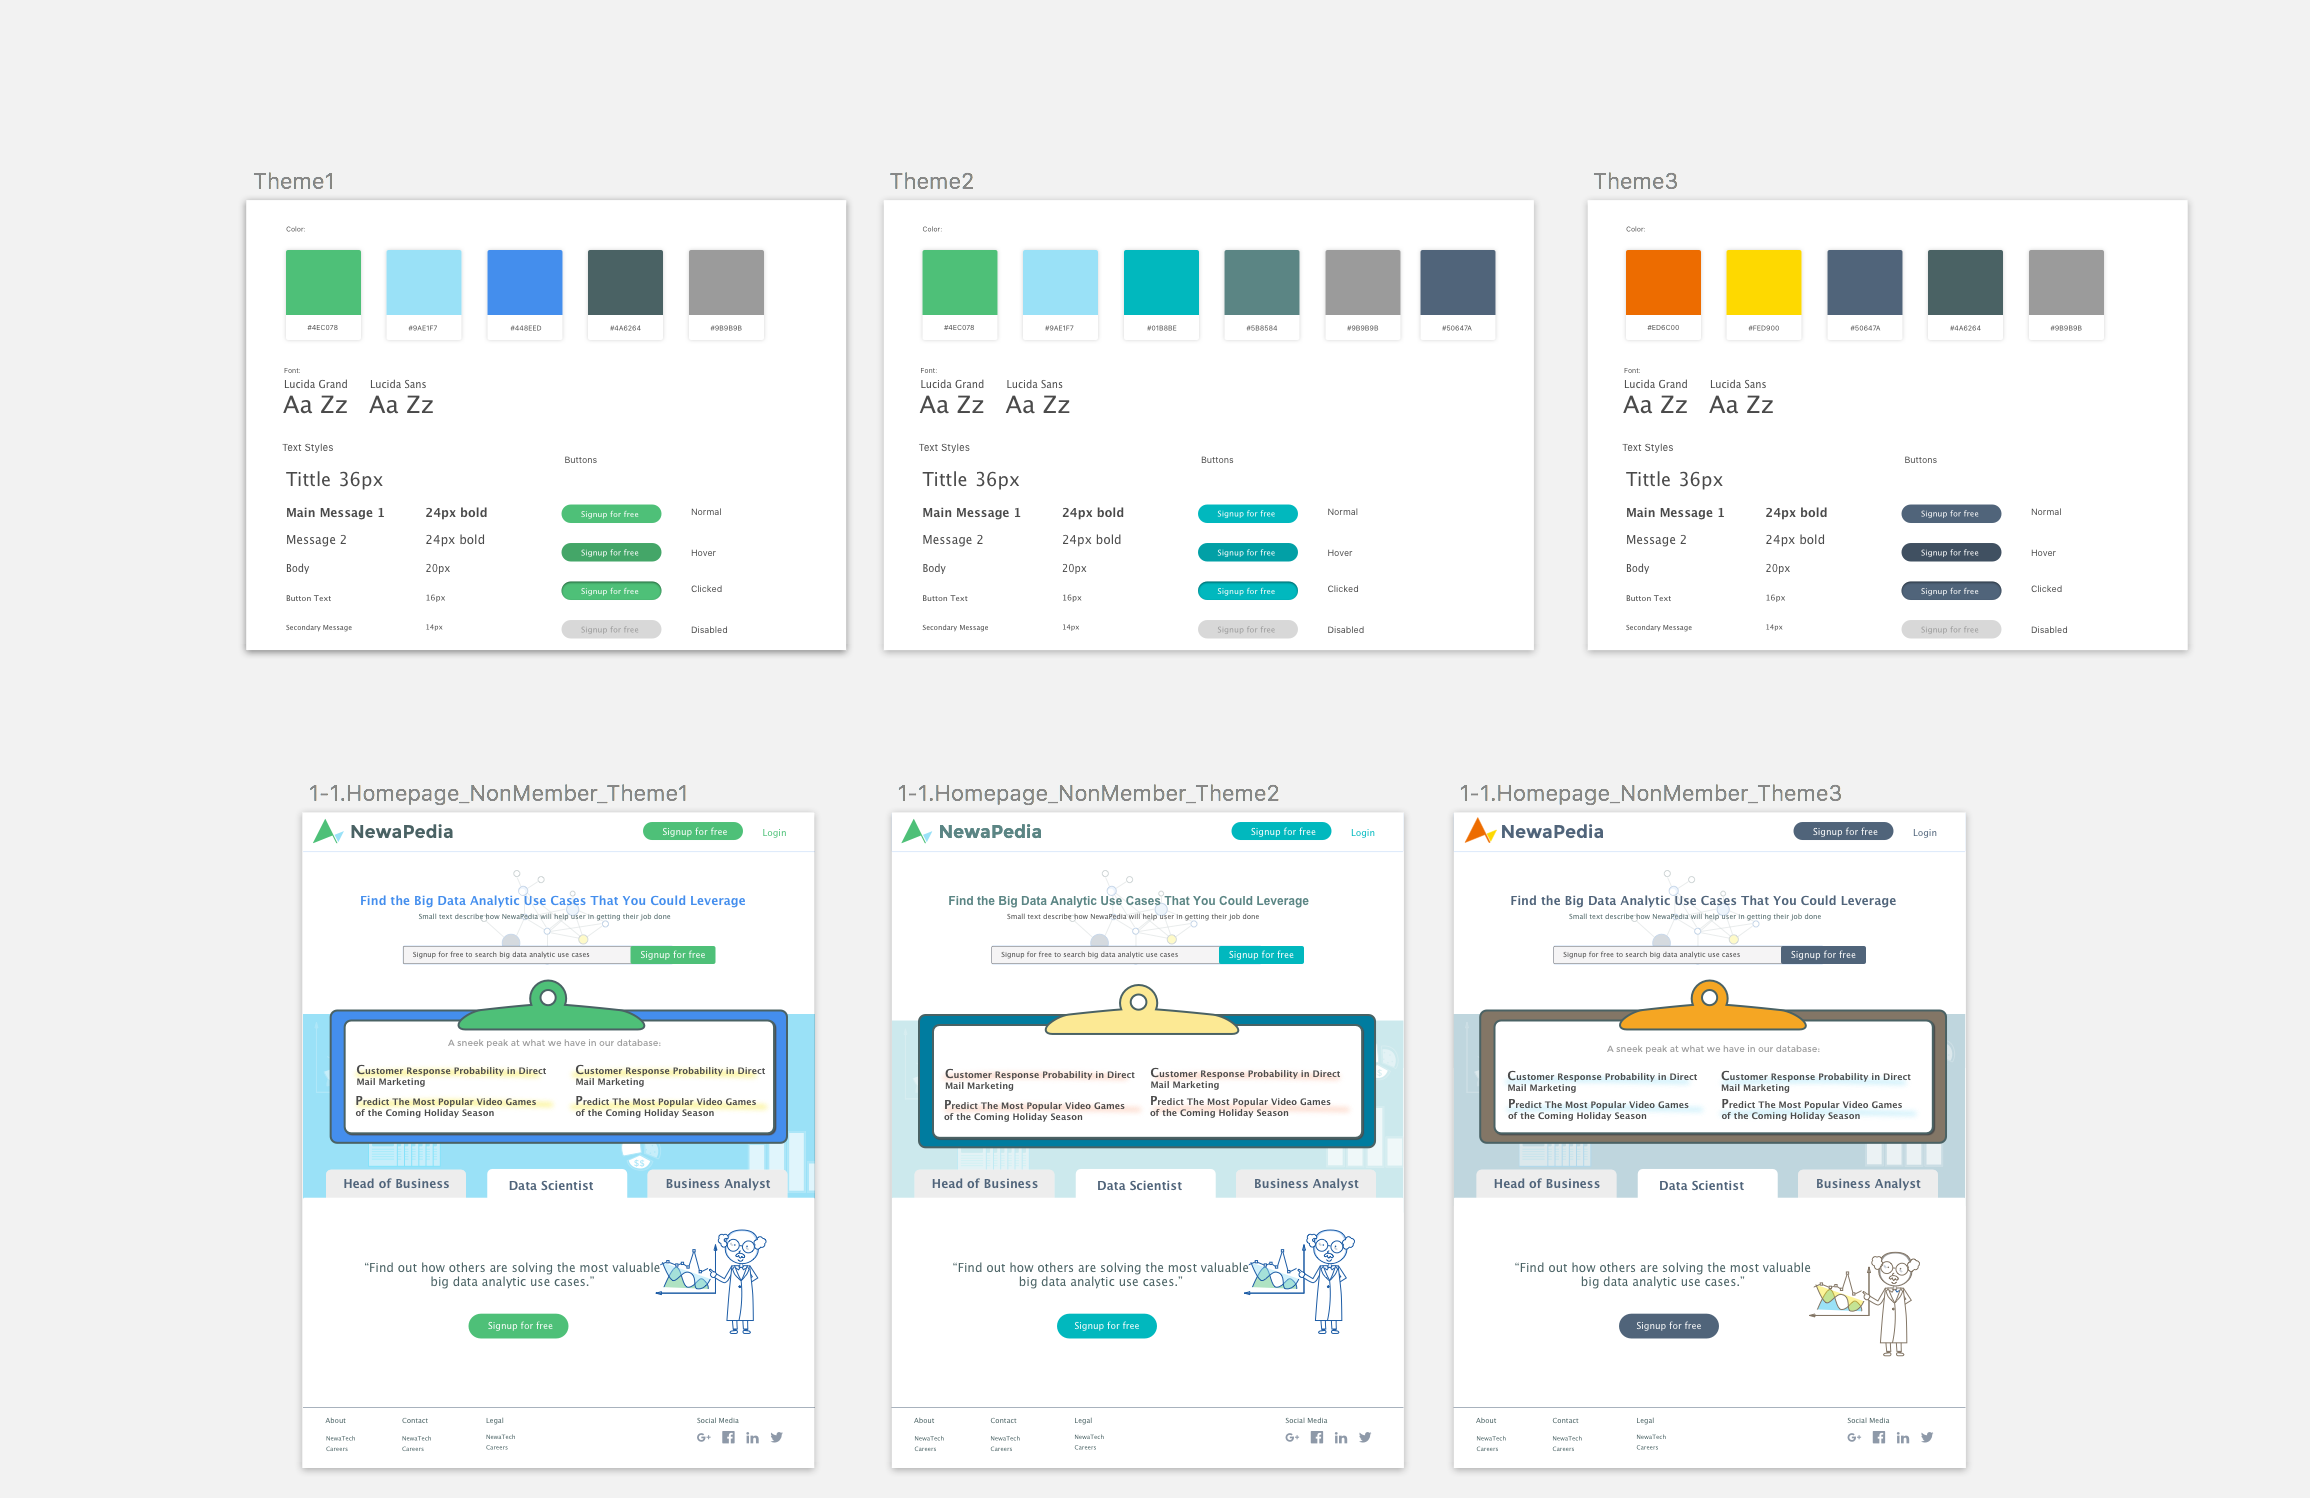 Theme1
Color:
#4EC078 #9AE1F7 #448EED #4A6264 #9B9B9B
Font:
Lucida Grand Lucida Sans
Aa Zz Aa Zz
Text Styles
Buttons
Tittle 36px
Main Message 1 24px bold Signup for free Normal
Message 2 24px bold Signup for free Hover
Body 20px Signup for free Clicked
Button Text 16px
Secondary Message 14px Signup for free Disabled
Theme2
Color:
#4EC078 #9AE1F7 #01B8BE #5B8584 #9B9B9B #50647A
Font:
Lucida Grand Lucida Sans
Aa Zz Aa Zz
Text Styles
Buttons
Tittle 36px
Main Message 1 24px bold Signup for free Normal
Message 2 24px bold Signup for free Hover
Body 20px Signup for free Clicked
Button Text 16px
Secondary Message 14px Signup for free Disabled
Theme3
Color:
#ED6C00 #FED900 #50647A #4A6264 #9B9B9B
Font:
Lucida Grand Lucida Sans
Aa Zz Aa Zz
Text Styles
Buttons
Tittle 36px
Main Message 1 24px bold Signup for free Normal
Message 2 24px bold Signup for free Hover
Body 20px Signup for free Clicked
Button Text 16px
Secondary Message 14px Signup for free Disabled
1-1.Homepage_NonMember_Theme1
NewaPedia Signup for free Login
Find the Big Data Analytic Use Cases That You Could Leverage
Small text describe how NewaPedia will help user in getting their job done
Signup for free to search big data analytic use cases Signup for free
A sneek peak at what we have in our database:
Customer Response Probability in Direct
Mail Marketing
Customer Response Probability in Direct
Mail Marketing
Predict The Most Popular Video Games
of the Coming Holiday Season
Predict The Most Popular Video Games
of the Coming Holiday Season
$$
Head of Business Data Scientist Business Analyst
“Find out how others are solving the most valuable
big data analytic use cases.”
Signup for free
About Contact Legal Social Media
NewaTech NewaTech NewaTech
Careers Careers Careers
G+ f in
1-1.Homepage_NonMember_Theme2
NewaPedia Signup for free Login
Find the Big Data Analytic Use Cases That You Could Leverage
Small text describe how NewaPedia will help user in getting their job done
Signup for free to search big data analytic use cases Signup for free
Customer Response Probability in Direct
Mail Marketing
Customer Response Probability in Direct
Mail Marketing
Predict The Most Popular Video Games
of the Coming Holiday Season
Predict The Most Popular Video Games
of the Coming Holiday Season
Head of Business Data Scientist Business Analyst
“Find out how others are solving the most valuable
big data analytic use cases.”
Signup for free
About Contact Legal Social Media
NewaTech NewaTech NewaTech
Careers Careers Careers
G+ f in
1-1.Homepage_NonMember_Theme3
NewaPedia Signup for free Login
Find the Big Data Analytic Use Cases That You Could Leverage
Small text describe how NewaPedia will help user in getting their job done
Signup for free to search big data analytic use cases Signup for free
A sneek peak at what we have in our database:
Customer Response Probability in Direct
Mail Marketing
Customer Response Probability in Direct
Mail Marketing
Predict The Most Popular Video Games
of the Coming Holiday Season
Predict The Most Popular Video Games
of the Coming Holiday Season
Head of Business Data Scientist Business Analyst
“Find out how others are solving the most valuable
big data analytic use cases.”
Signup for free
About Contact Legal Social Media
NewaTech NewaTech NewaTech
Careers Careers Careers
G+ f in